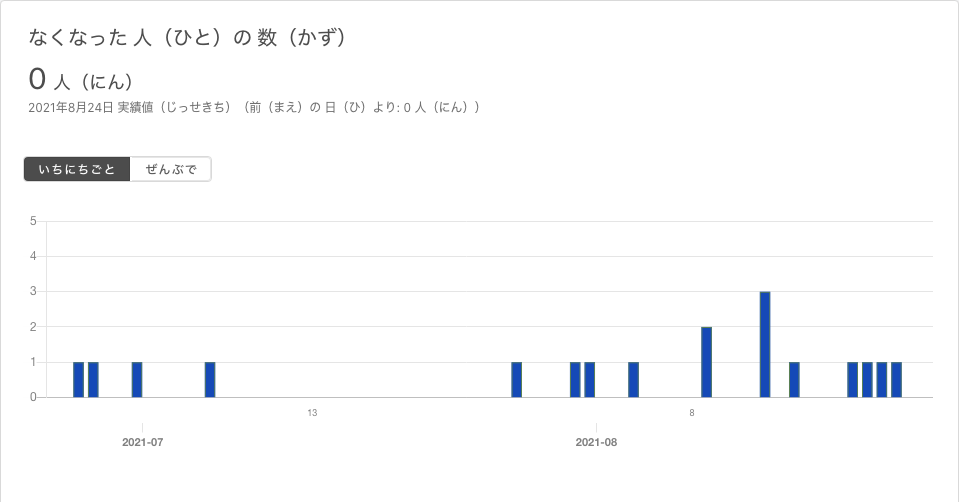 なくなった 人（ひと）の 数（かず）
0 人（にん）
2021年8月24日 実績値（じっせきち）（前（まえ）の 日（ひ）より: 0 人（にん））
いちにちごと ぜんぶで
5
4
3
2
1
0
13 8
2021-07 2021-08